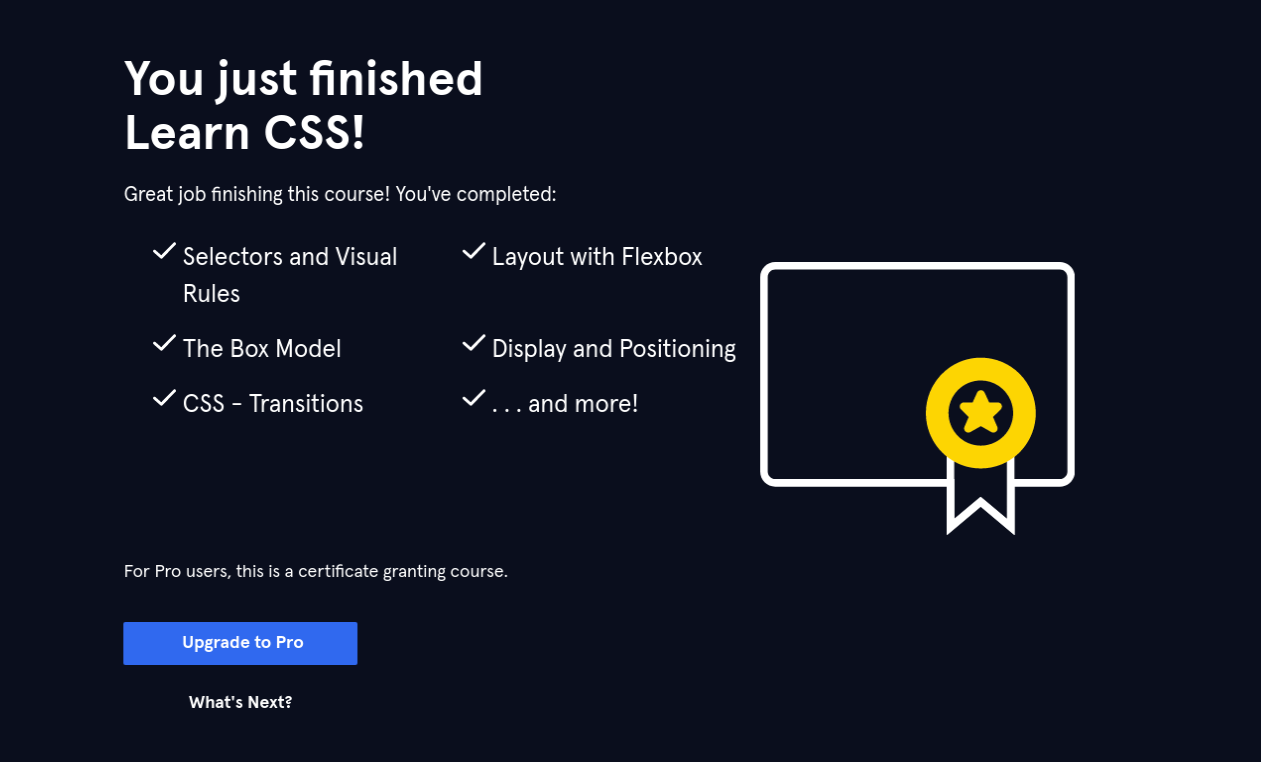 You just finished
Learn CSS!
Great job finishing this course! You've completed:
Selectors and Visual
Rules
Layout with Flexbox
The Box Model
Display and Positioning
CSS - Transitions
. . . and more!
For Pro users, this is a certificate granting course.
Upgrade to Pro
What's Next?